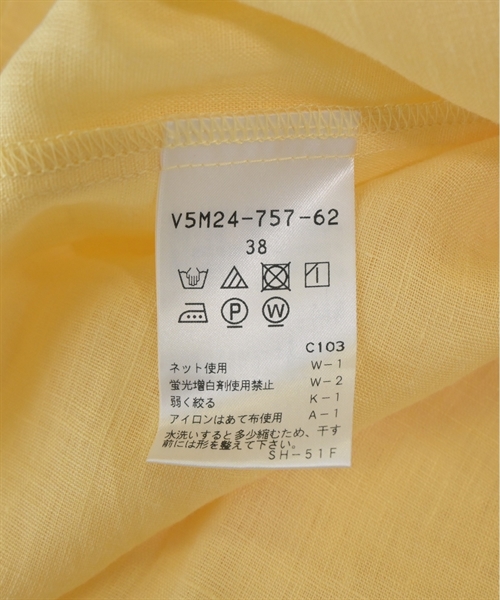 V5M24-757-62
38
P W
C103
ネット使用 W-1
蛍光増白剤使用禁止 W-2
弱く絞る K-1
アイロンはあて布使用 A-1
水洗いすると多少縮むため、干す
前には形を整えて下さい。
SH-51F